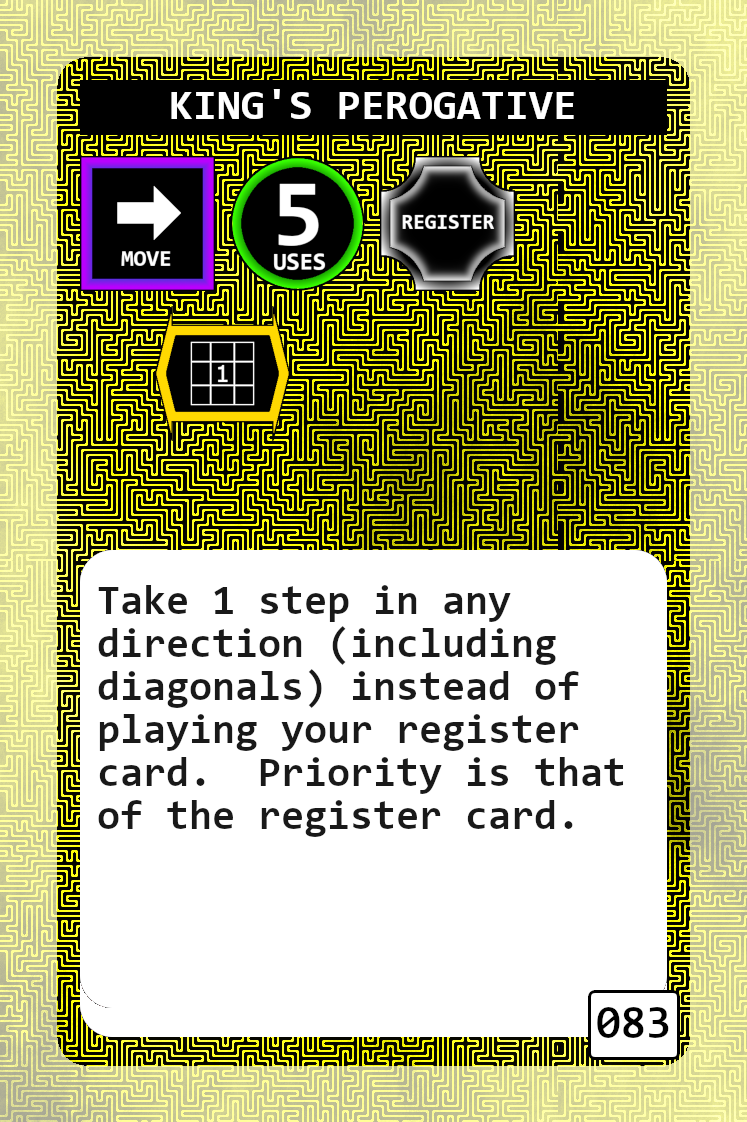 KING'S PEROGATIVE
MOVE
5
USES
REGISTER
1
Take 1 step in any
direction (including
diagonals) instead of
playing your register
card.  Priority is that
of the register card.
083